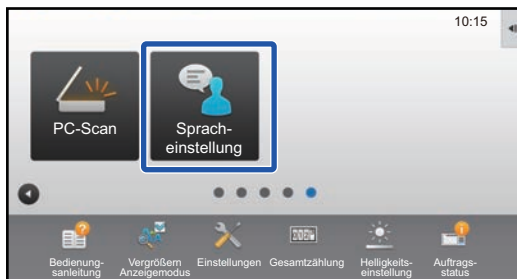 10:15
PC-Scan
Sprach-
einstellung
Bedienung-
sanleitung
Vergrößern
Anzeigemodus
Einstellungen
Gesamtzählung
Helligkeits-
einstellung
Auftrags-
status